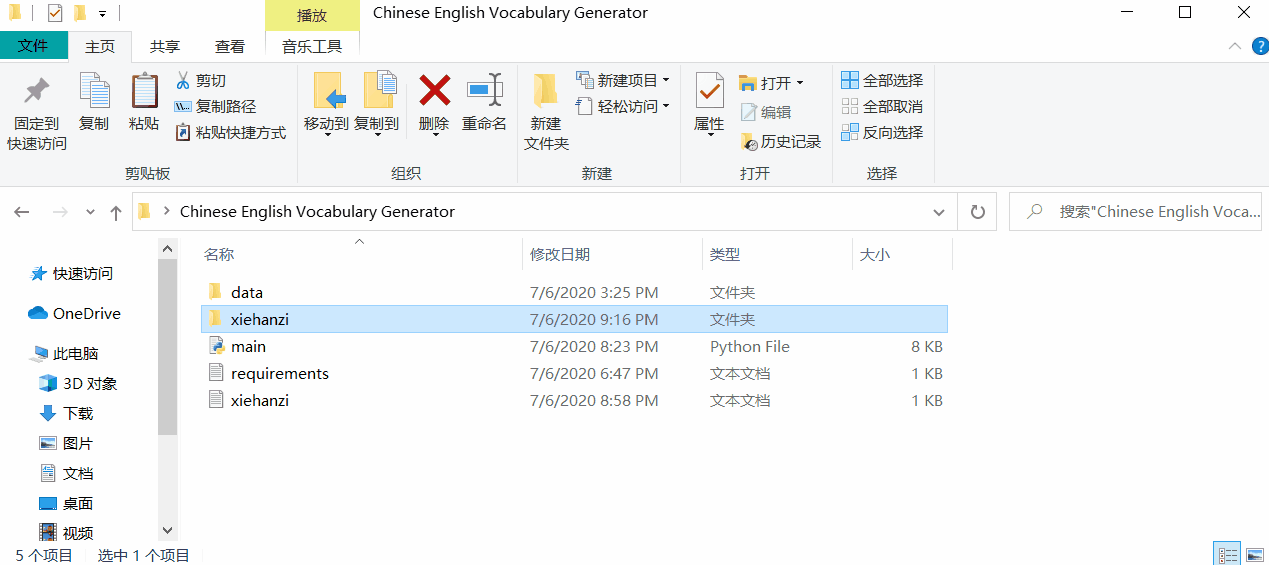 播放 Chinese English Vocabulary Generator
文件 主页 共享 查看 音乐工具
固定到快速访问
复制
粘贴
剪切
复制路径
粘贴快捷方式
剪贴板
移动到
复制到
删除
重命名
组织
新建文件夹
新建项目
轻松访问
新建
属性
打开
编辑
历史记录
打开
全部选择
全部取消
反向选择
选择
Chinese English Vocabulary Generator
搜索"Chinese English Voca...
快速访问
OneDrive
此电脑
3D 对象
下载
图片
文档
桌面
视频
名称 修改日期 类型 大小
data 7/6/2020 3:25 PM 文件夹
xiehanzi 7/6/2020 9:16 PM 文件夹
main 7/6/2020 8:23 PM Python File 8 KB
requirements 7/6/2020 6:47 PM 文本文档 1 KB
xiehanzi 7/6/2020 8:58 PM 文本文档 1 KB
5 个项目 选中 1 个项目